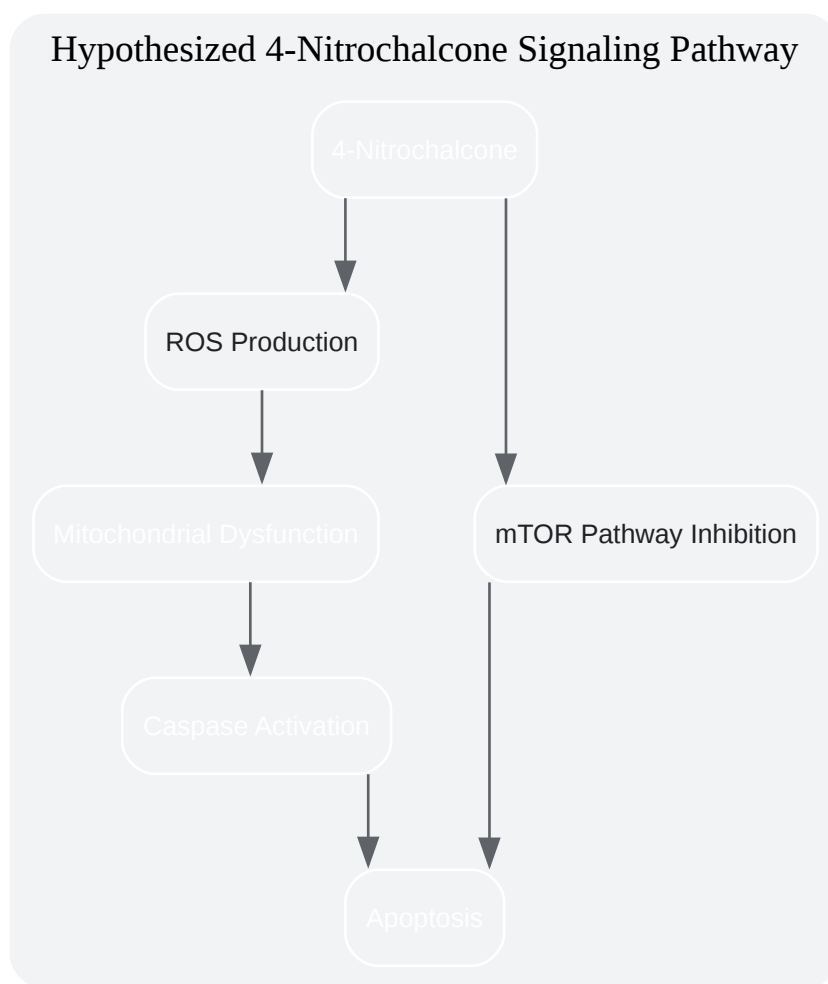 Hypothesized 4-Nitrochalcone Signaling Pathway
4-Nitrochalcone
ROS Production
Mitochondrial Dysfunction
mTOR Pathway Inhibition
Caspase Activation
Apoptosis